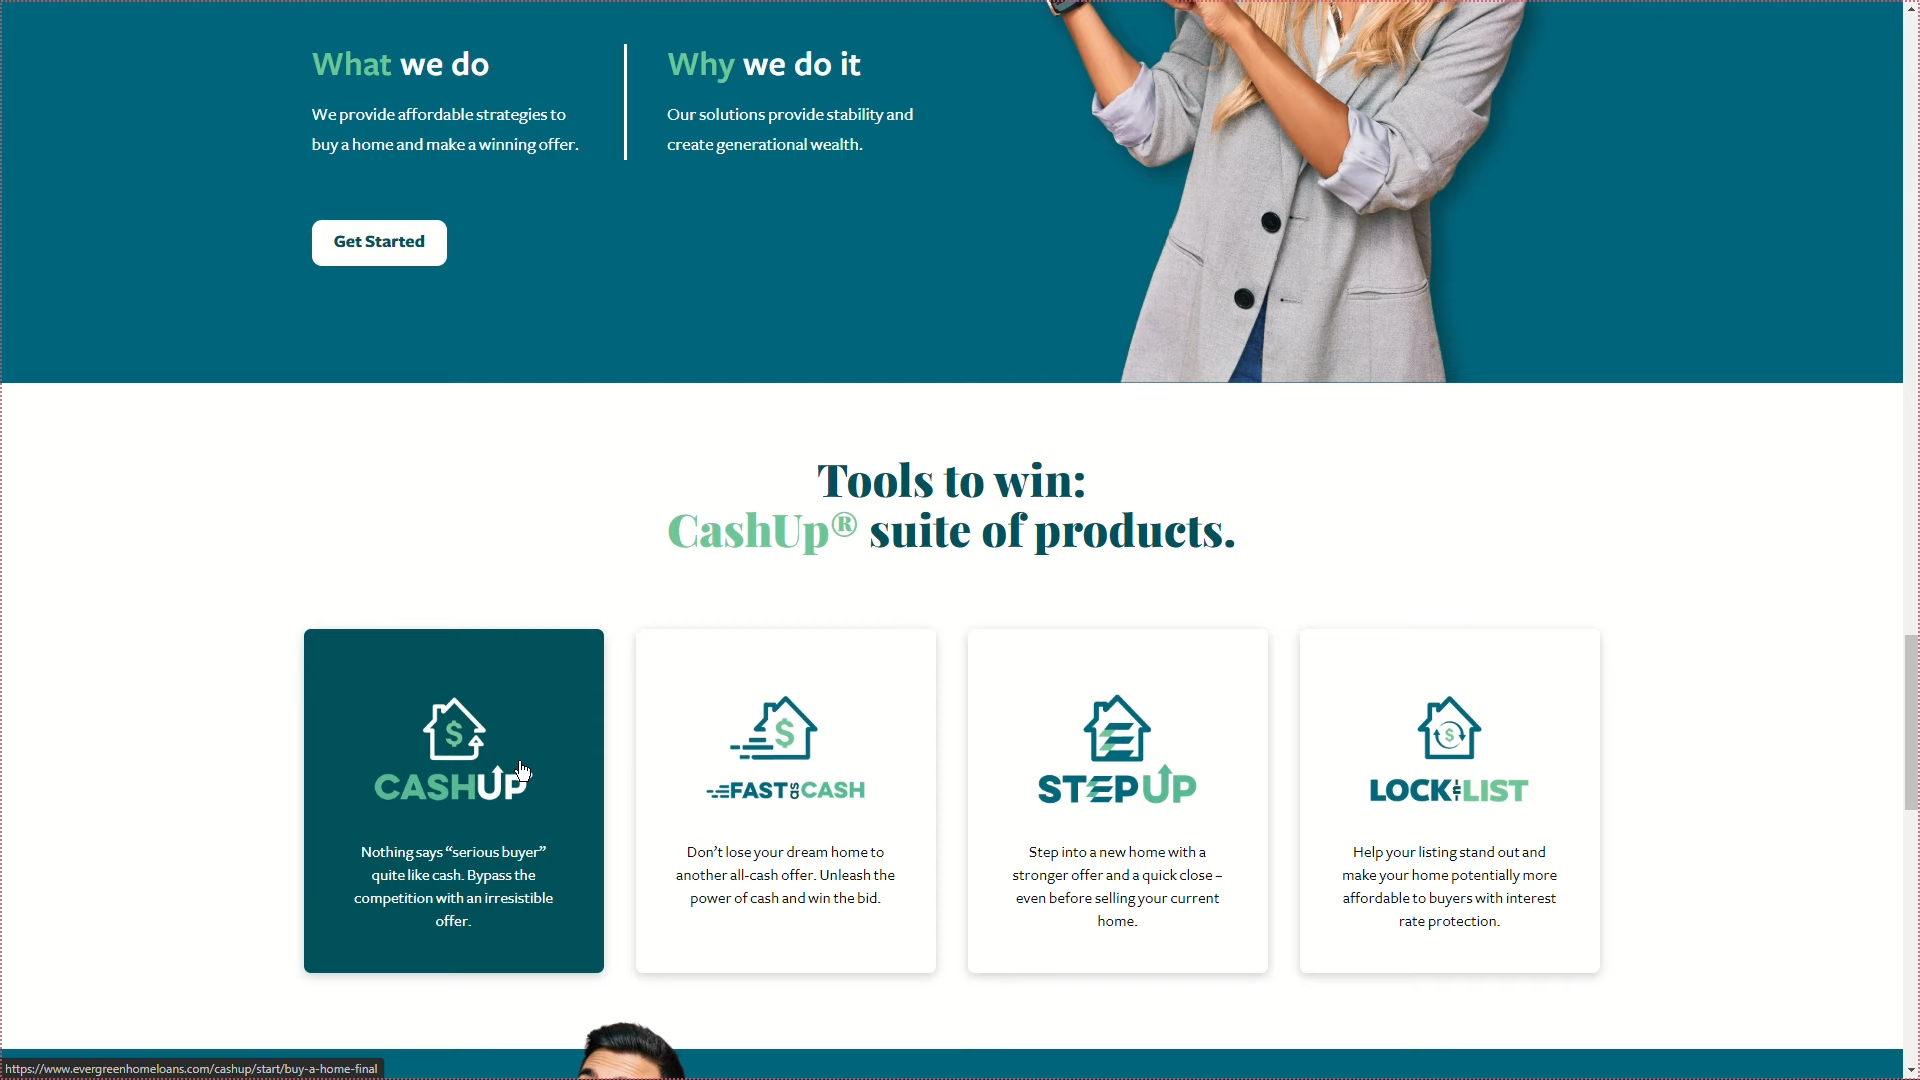 What we do
We provide affordable strategies to
buy a home and make a winning offer.
Why we do it
Our solutions provide stability and
create generational wealth.
Get Started
Tools to win:
CashUp® suite of products.
CASHUP
Nothing says “serious buyer”
quite like cash. Bypass the
competition with an irresistible
offer.
FAST as CASH
Don’t lose your dream home to
another all-cash offer. Unleash the
power of cash and win the bid.
STEPUP
Step into a new home with a
stronger offer and a quick close –
even before selling your current
home.
LOCK LIST
Help your listing stand out and
make your home potentially more
affordable to buyers with interest
rate protection.
https://www.evergreenhomeloans.com/cashup/start/buy-a-home-final